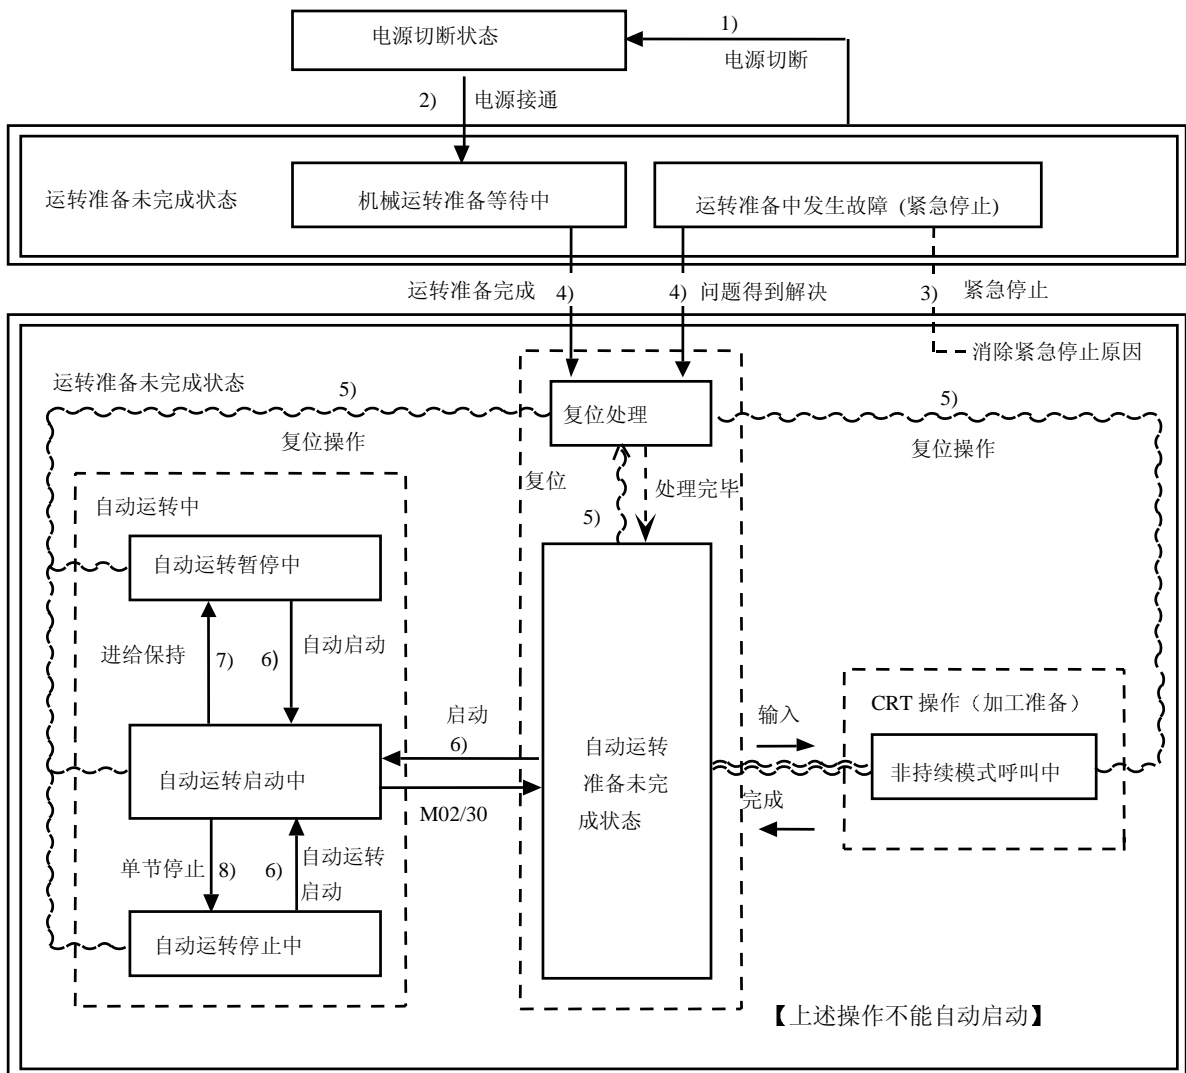 电源切断状态
1)
电源切断
2)
电源接通
运转准备未完成状态
机械运转准备等待中
运转准备中发生故障 (紧急停止)
运转准备完成
4)
4)
问题得到解决
3)
紧急停止
消除紧急停止原因
运转准备未完成状态
5)
复位操作
复位处理
5)
复位操作
复位
处理完毕
5)
自动运转中
自动运转暂停中
进给保持
7)
6)
自动启动
自动运转启动中
启动
6)
M02/30
单节停止
8)
6)
自动运转
启动
自动运转停止中
自动运转
准备未完
成状态
输入
完成
CRT 操作（加工准备）
非持续模式呼叫中
【上述操作不能自动启动】